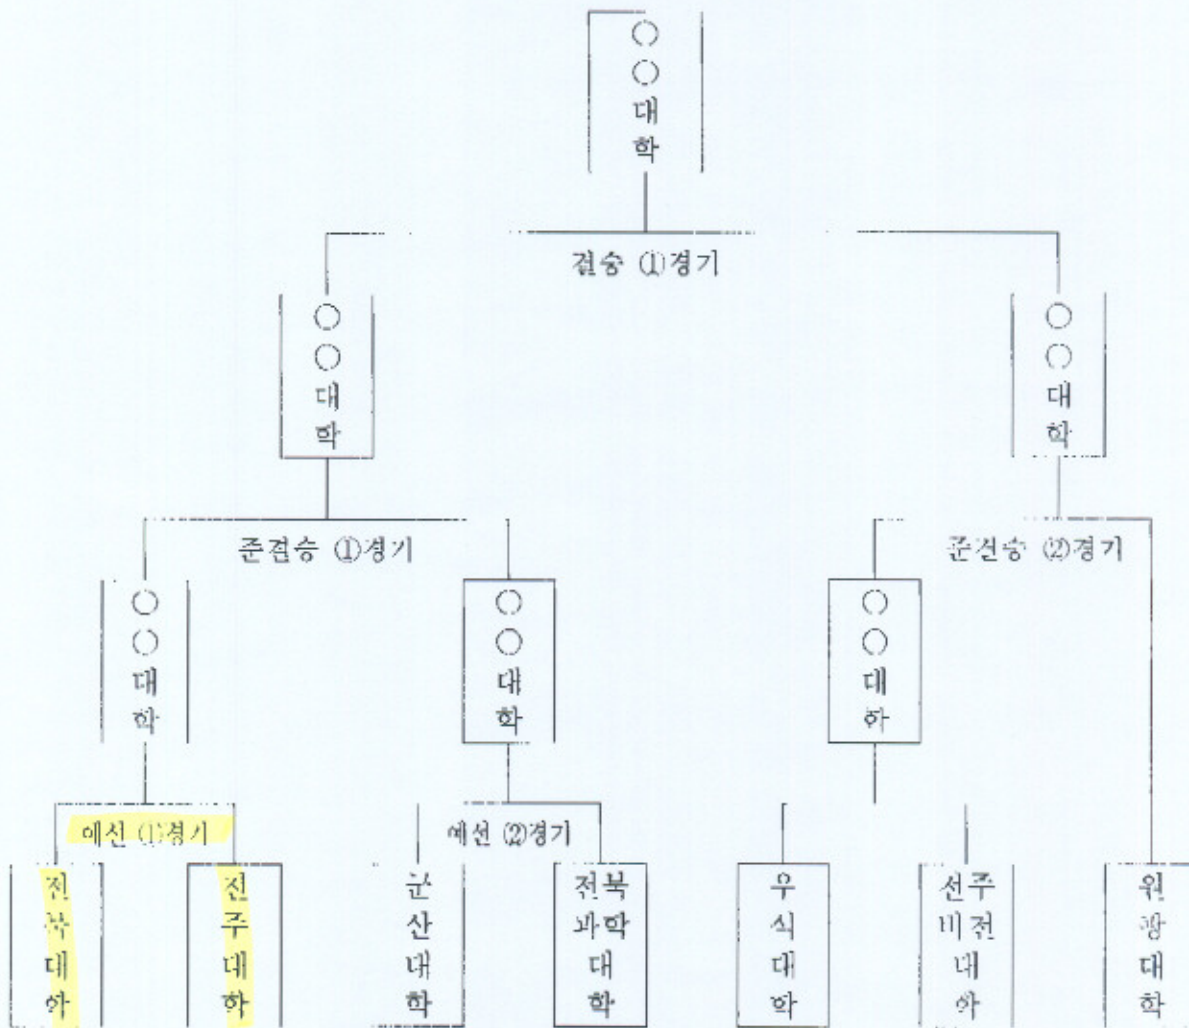 ○○대학
결승 (1)경기
○○대학
○○대학
준결승 (1)경기
준결승 (2)경기
○○대학
○○대학
○○대학
예선 (1)경기
예선 (2)경기
전북대학
전주대학
군산대학
전북과학대학
우석대학
전주비전대학
원광대학